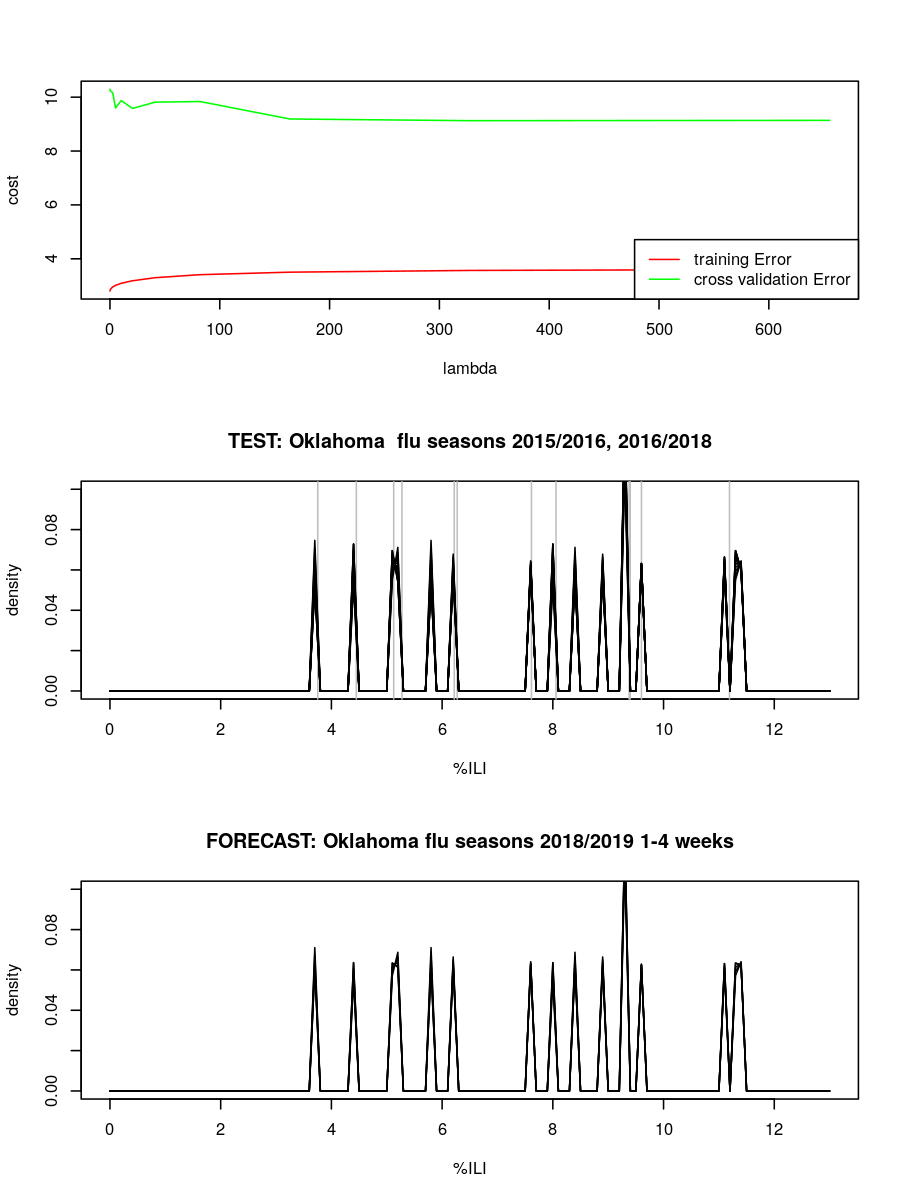 10
8
6
4
cost
training Error
cross validation Error
0 100 200 300 400 500 600
lambda
TEST: Oklahoma  flu seasons 2015/2016, 2016/2018
0.08
0.04
0.00
density
0 2 4 6 8 10 12
%ILI
FORECAST: Oklahoma flu seasons 2018/2019 1-4 weeks
0.08
0.04
0.00
density
0 2 4 6 8 10 12
%ILI